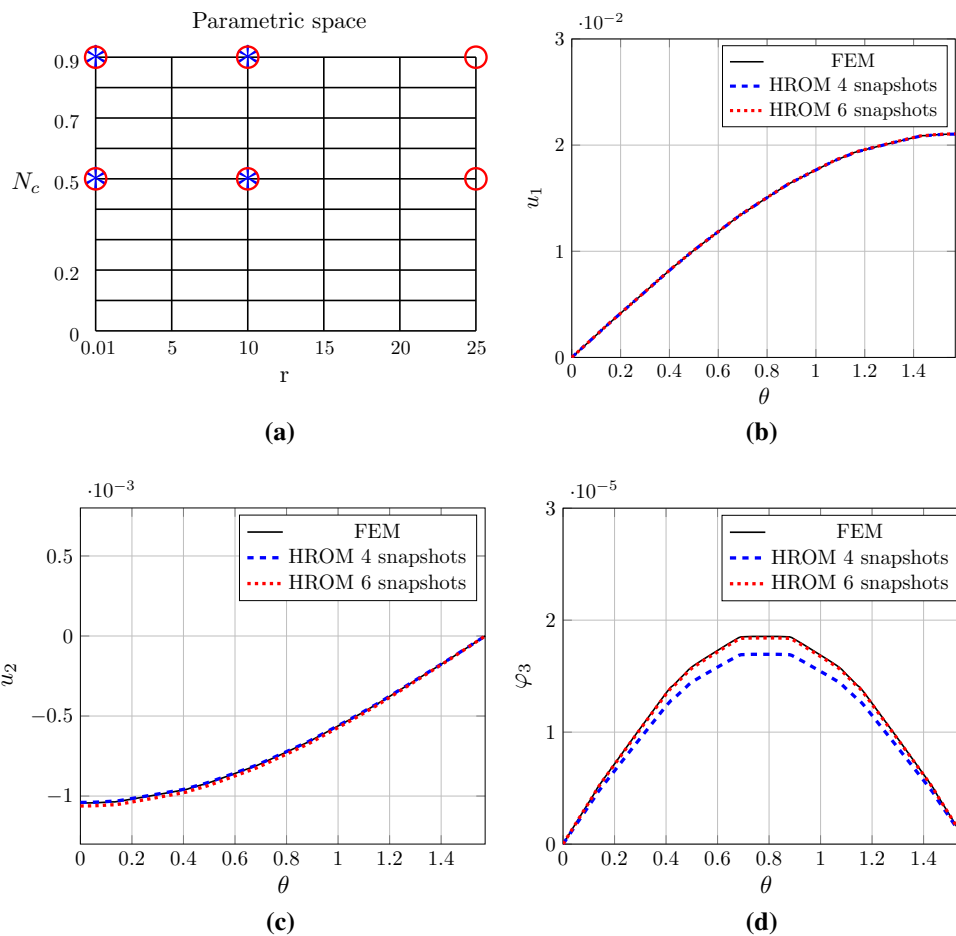 Parametric space
0.9
0.7
N_c
0.5
0.2
0
0.01 5 10 15 20 25
r
(a)
·10⁻²
3
2
1
0
u₁
FEM
HROM 4 snapshots
HROM 6 snapshots
0 0.2 0.4 0.6 0.8 1 1.2 1.4
θ
(b)
·10⁻³
0.5
0
−0.5
−1
u₂
FEM
HROM 4 snapshots
HROM 6 snapshots
0 0.2 0.4 0.6 0.8 1 1.2 1.4
θ
(c)
·10⁻⁵
3
2
1
0
φ₃
FEM
HROM 4 snapshots
HROM 6 snapshots
0 0.2 0.4 0.6 0.8 1 1.2 1.4
θ
(d)